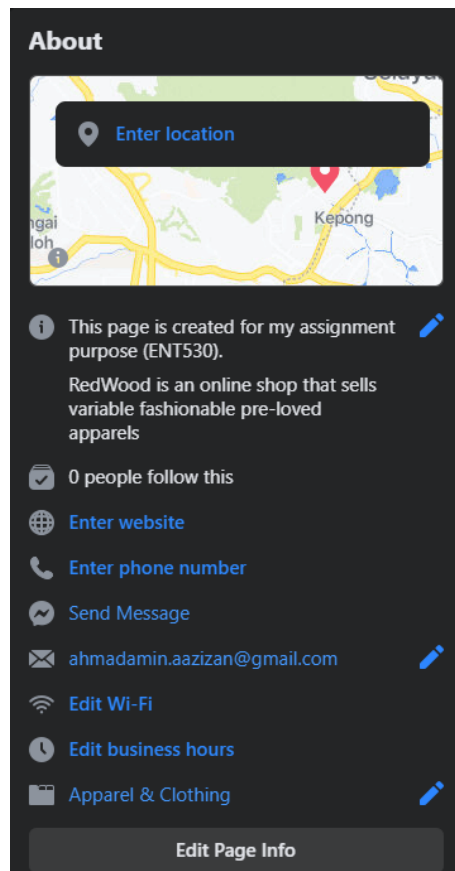 About
Enter location
Kepong
ngai
loh
This page is created for my assignment
purpose (ENT530).
RedWood is an online shop that sells
variable fashionable pre-loved
apparels
0 people follow this
Enter website
Enter phone number
Send Message
ahmadamin.aazizan@gmail.com
Edit Wi-Fi
Edit business hours
Apparel & Clothing
Edit Page Info